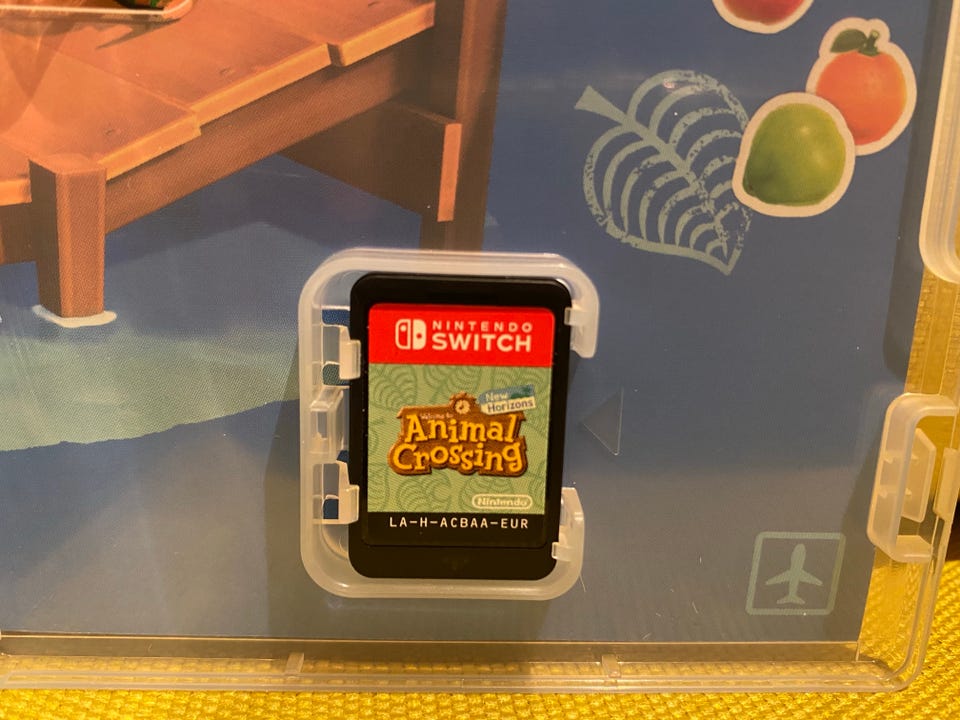 NINTENDO
SWITCH
New
Horizons
Welcome to
Animal
Crossing
Nintendo
LA-H-ACBAA-EUR